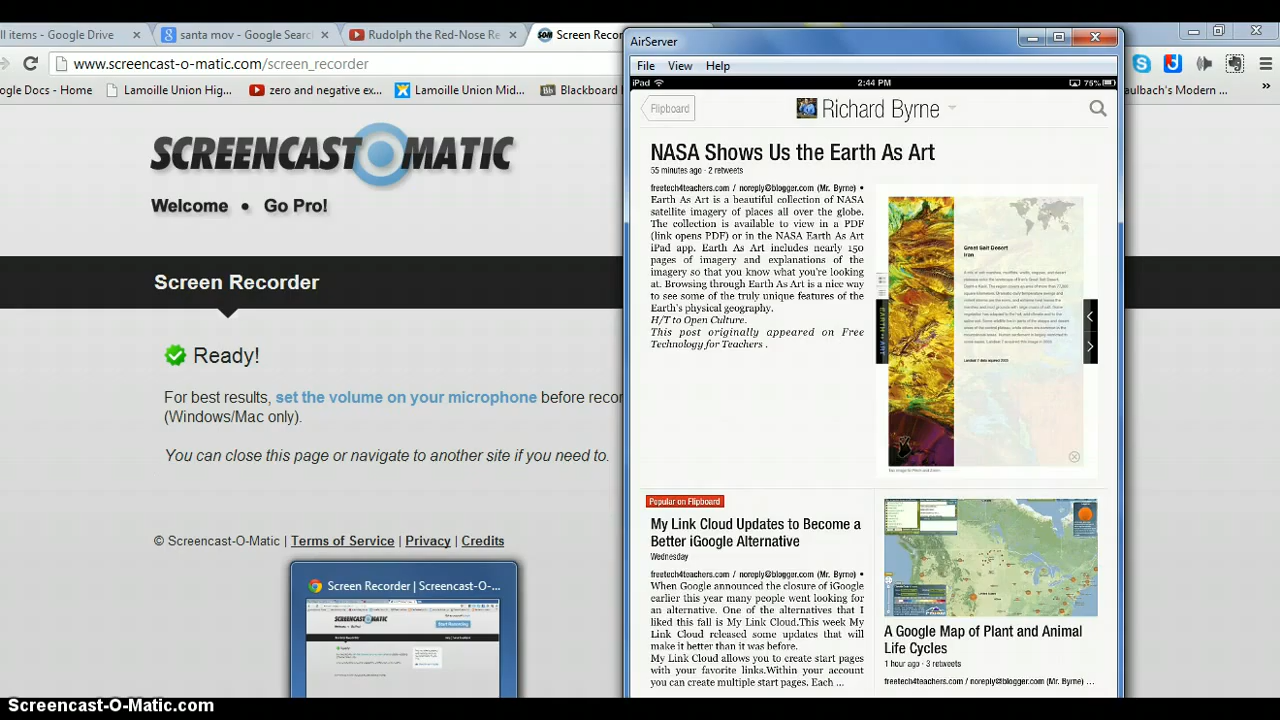 ll items - Google Drive
santa mov - Google Searc
Rudolph the Red-Nose Re
Screen Reco
www.screencast-o-matic.com/screen_recorder
oogle Docs - Home
Lamoille Union High...
zero and negative e...
Lamoille Union Mid...
Blackboard
aulbach's Modern ...
»
SCREENCAST O MATIC
Welcome • Go Pro!
Screen Recorder
Ready!
For best results, set the volume on your microphone before recor
(Windows/Mac only).
You can close this page or navigate to another site if you need to.
© Screencast-O-Matic | Terms of Service | Privacy | Credits
Screen Recorder | Screencast-O-...
AirServer
File View Help
iPad 2:44 PM 75%
Flipboard
Richard Byrne
NASA Shows Us the Earth As Art
55 minutes ago · 2 retweets
freetech4teachers.com / noreply@blogger.com (Mr. Byrne) •
Earth As Art is a beautiful collection of NASA
satellite imagery of places all over the globe.
The collection is available to view in a PDF
(link opens PDF) or in the NASA Earth As Art
iPad app. Earth As Art includes nearly 150
pages of imagery and explanations of the
imagery so that you know what you're looking
at. Browsing through Earth As Art is a nice way
to see some of the truly unique features of the
Earth's physical geography.
H/T to Open Culture.
This post originally appeared on Free
Technology for Teachers .
EARTH AS ART
Great Salt Desert
Iran
Popular on Flipboard
My Link Cloud Updates to Become a
Better iGoogle Alternative
Wednesday
freetech4teachers.com / noreply@blogger.com (Mr. Byrne) •
When Google announced the closure of iGoogle
earlier this year many people went looking for
an alternative. One of the alternatives that I
liked this fall is My Link Cloud.This week My
Link Cloud released some updates that will
make it better than it was before.
My Link Cloud allows you to create start pages
with your favorite links.Within your account
you can create multiple start pages. Each ...
A Google Map of Plant and Animal
Life Cycles
1 hour ago · 3 retweets
freetech4teachers.com / noreply@blogger.com (Mr. Byrne) ...
Screencast-O-Matic.com